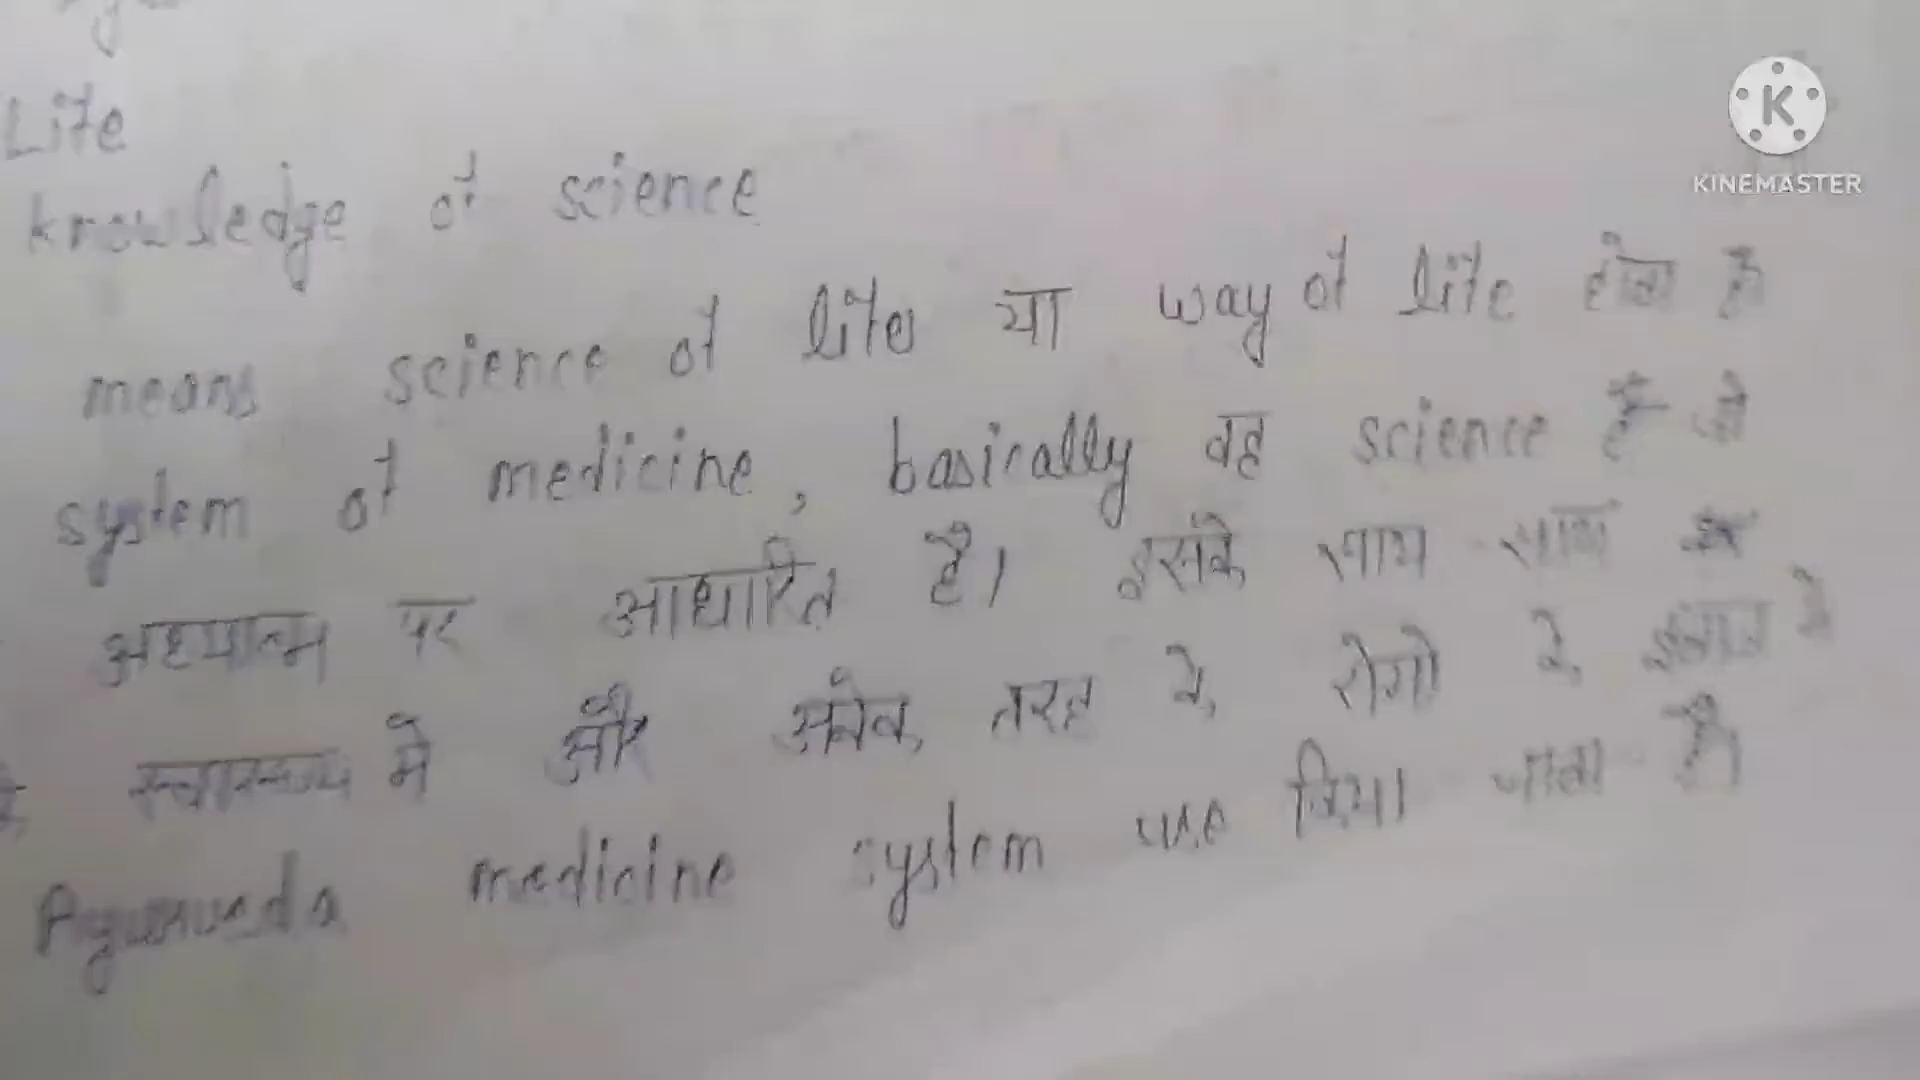 Life
knowledge of science
KINEMASTER
means science of life या way of life होता है
system of medicine, basically वह science है जो
अध्यात्म पर आधारित है। इसके साथ साथ
स्वास्थ्य मे और अनेक तरह के रोगो के इलाज मे
Ayurveda medicine system use किया जाता है।